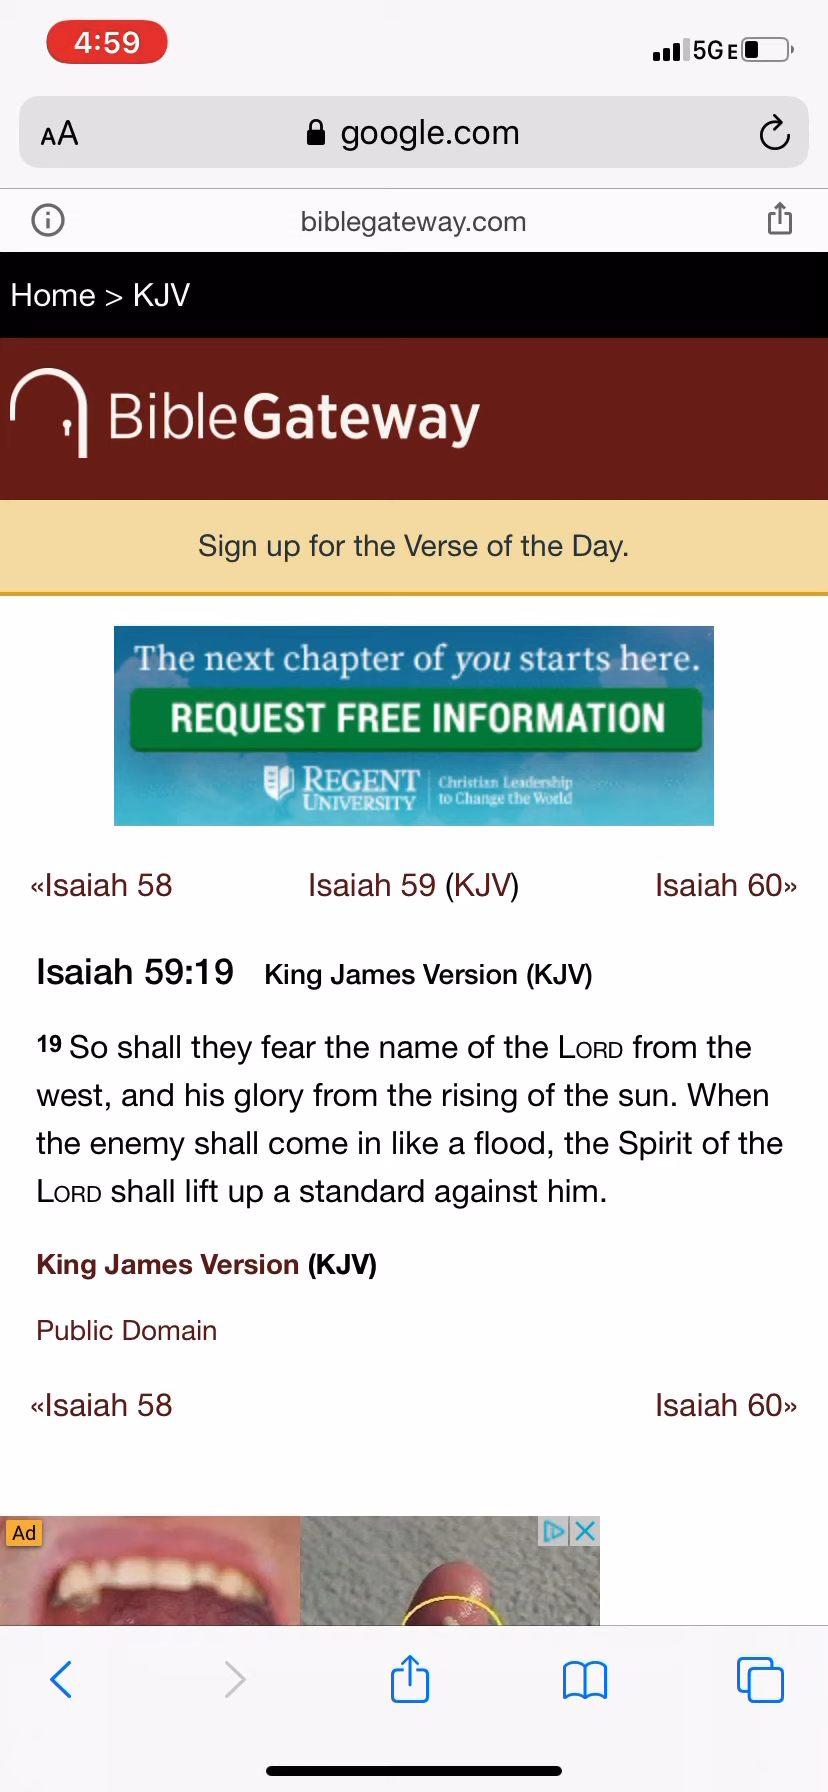 4:59
5GE
AA google.com
biblegateway.com
Home > KJV
BibleGateway
Sign up for the Verse of the Day.
The next chapter of you starts here.
REQUEST FREE INFORMATION
REGENT UNIVERSITY
Christian Leadership
to Change the World
«Isaiah 58 Isaiah 59 (KJV) Isaiah 60»
Isaiah 59:19 King James Version (KJV)
19 So shall they fear the name of the LORD from the
west, and his glory from the rising of the sun. When
the enemy shall come in like a flood, the Spirit of the
LORD shall lift up a standard against him.
King James Version (KJV)
Public Domain
«Isaiah 58 Isaiah 60»
Ad